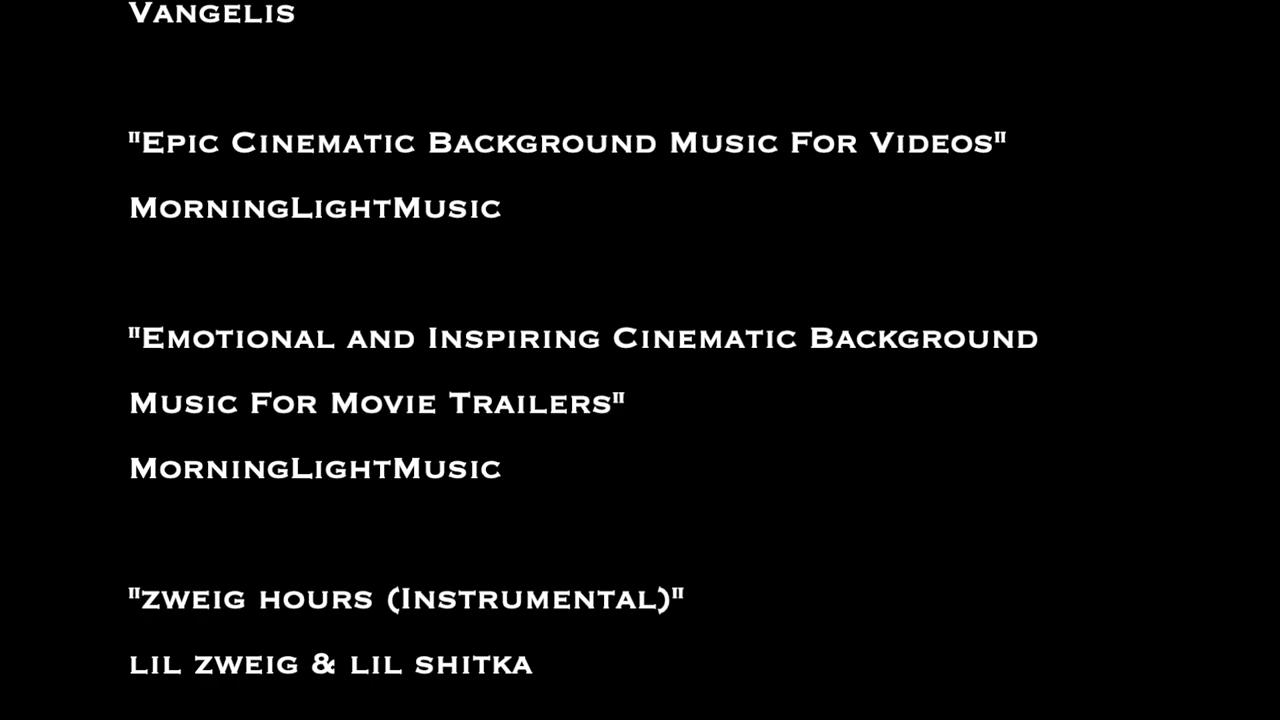 Vangelis
"Epic Cinematic Background Music For Videos"
MorningLightMusic
"Emotional and Inspiring Cinematic Background
Music For Movie Trailers"
MorningLightMusic
"zweig hours (Instrumental)"
lil zweig & lil shitka